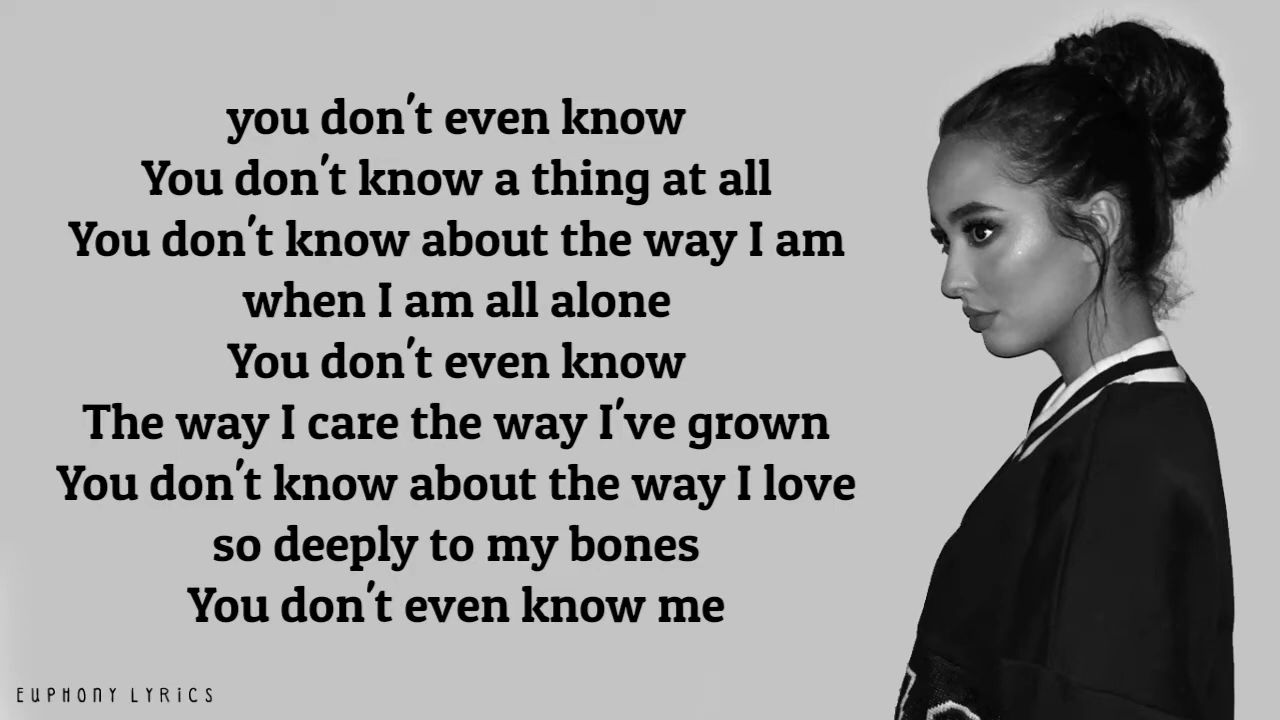 you don't even know
You don't know a thing at all
You don't know about the way I am
when I am all alone
You don't even know
The way I care the way I've grown
You don't know about the way I love
so deeply to my bones
You don't even know me
EUPHONY LYRiCS